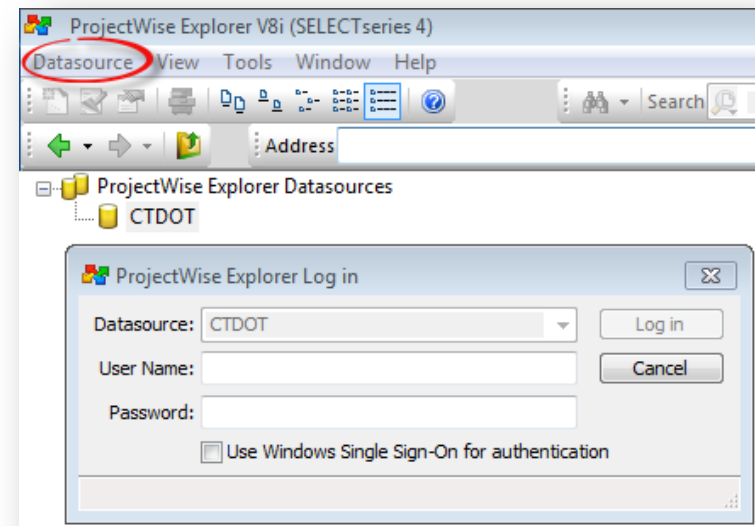 ProjectWise Explorer V8i (SELECTseries 4)
Datasource View Tools Window Help
Search
Address
ProjectWise Explorer Datasources
CTDOT
ProjectWise Explorer Log in
Datasource: CTDOT Log in
User Name: Cancel
Password:
Use Windows Single Sign-On for authentication